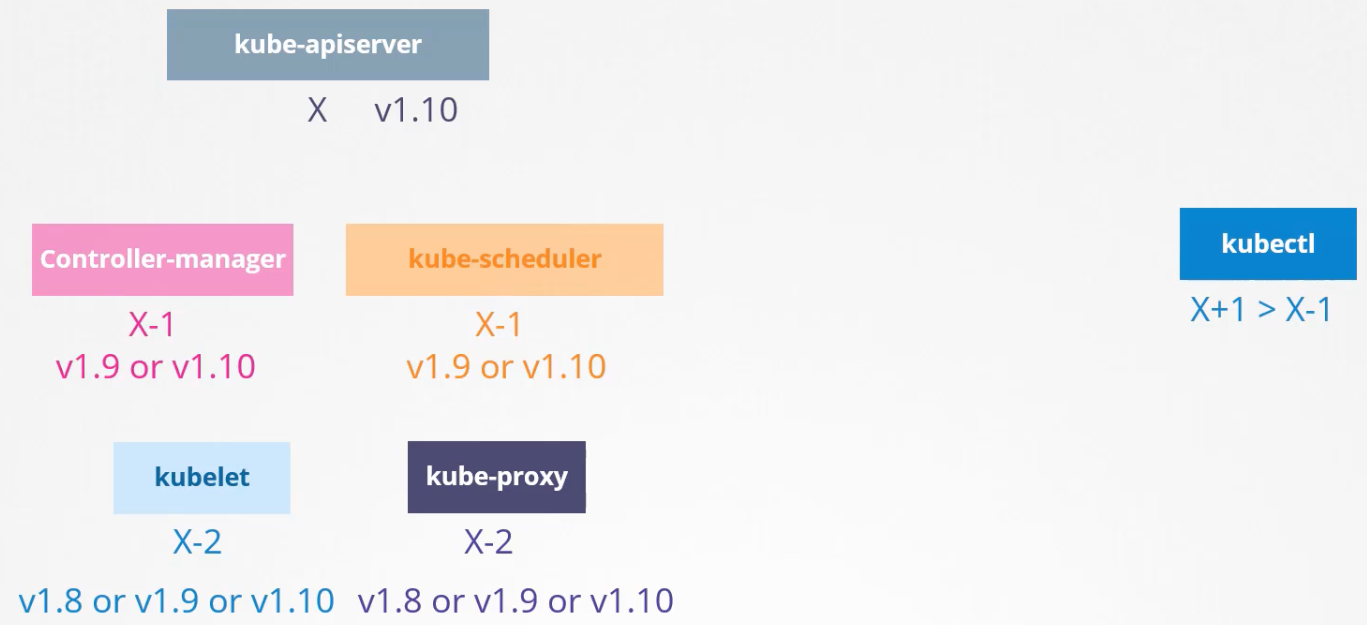 kube-apiserver
X v1.10
Controller-manager
X-1
v1.9 or v1.10
kube-scheduler
X-1
v1.9 or v1.10
kubectl
X+1 > X-1
kubelet
X-2
v1.8 or v1.9 or v1.10
kube-proxy
X-2
v1.8 or v1.9 or v1.10